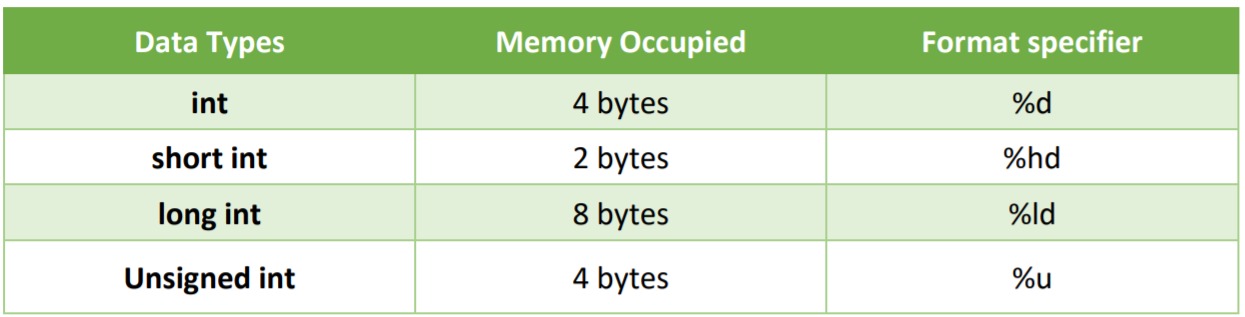 Data Types Memory Occupied Format specifier
int 4 bytes %d
short int 2 bytes %hd
long int 8 bytes %ld
Unsigned int 4 bytes %u